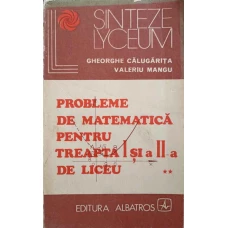 SINTEZE
LYCEUM
GHEORGHE CĂLUGĂRIȚA
VALERIU MANGU
PROBLEME
DE MATEMATICĂ
PENTRU
TREAPTA I ȘI a II a
DE LICEU
EDITURA ALBATROS